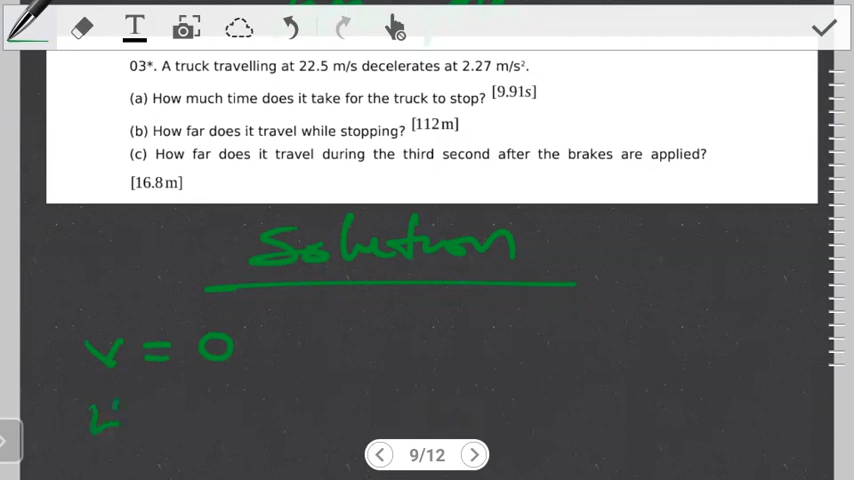 T
03*. A truck travelling at 22.5 m/s decelerates at 2.27 m/s².
(a) How much time does it take for the truck to stop? [9.91s]
(b) How far does it travel while stopping? [112m]
(c) How far does it travel during the third second after the brakes are applied?
[16.8m]
Solution
v = 0
9/12